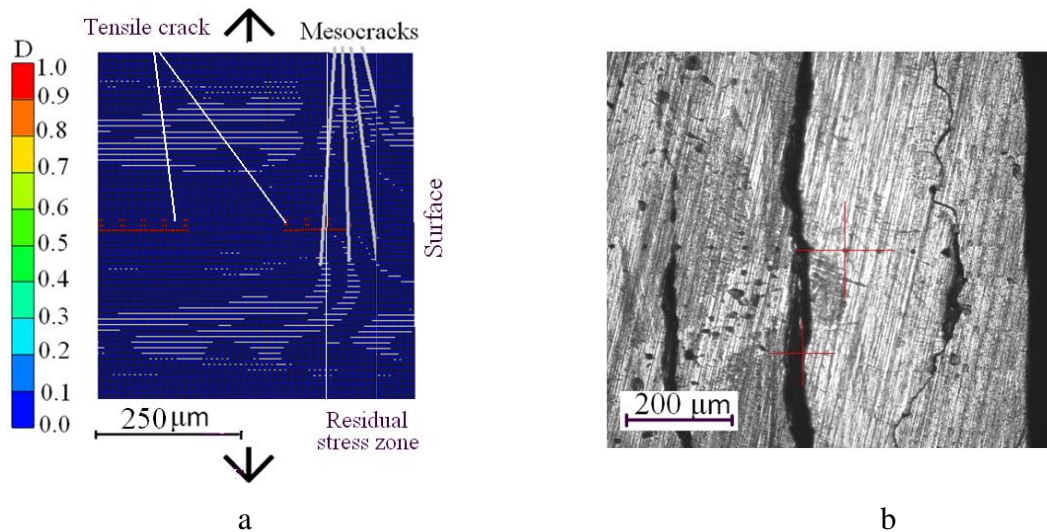 Tensile crack
Mesocracks
D
1.0
0.9
0.8
0.7
0.6
0.5
0.4
0.3
0.2
0.1
0.0
Surface
250 μm
Residual
stress zone
200 μm
a
b